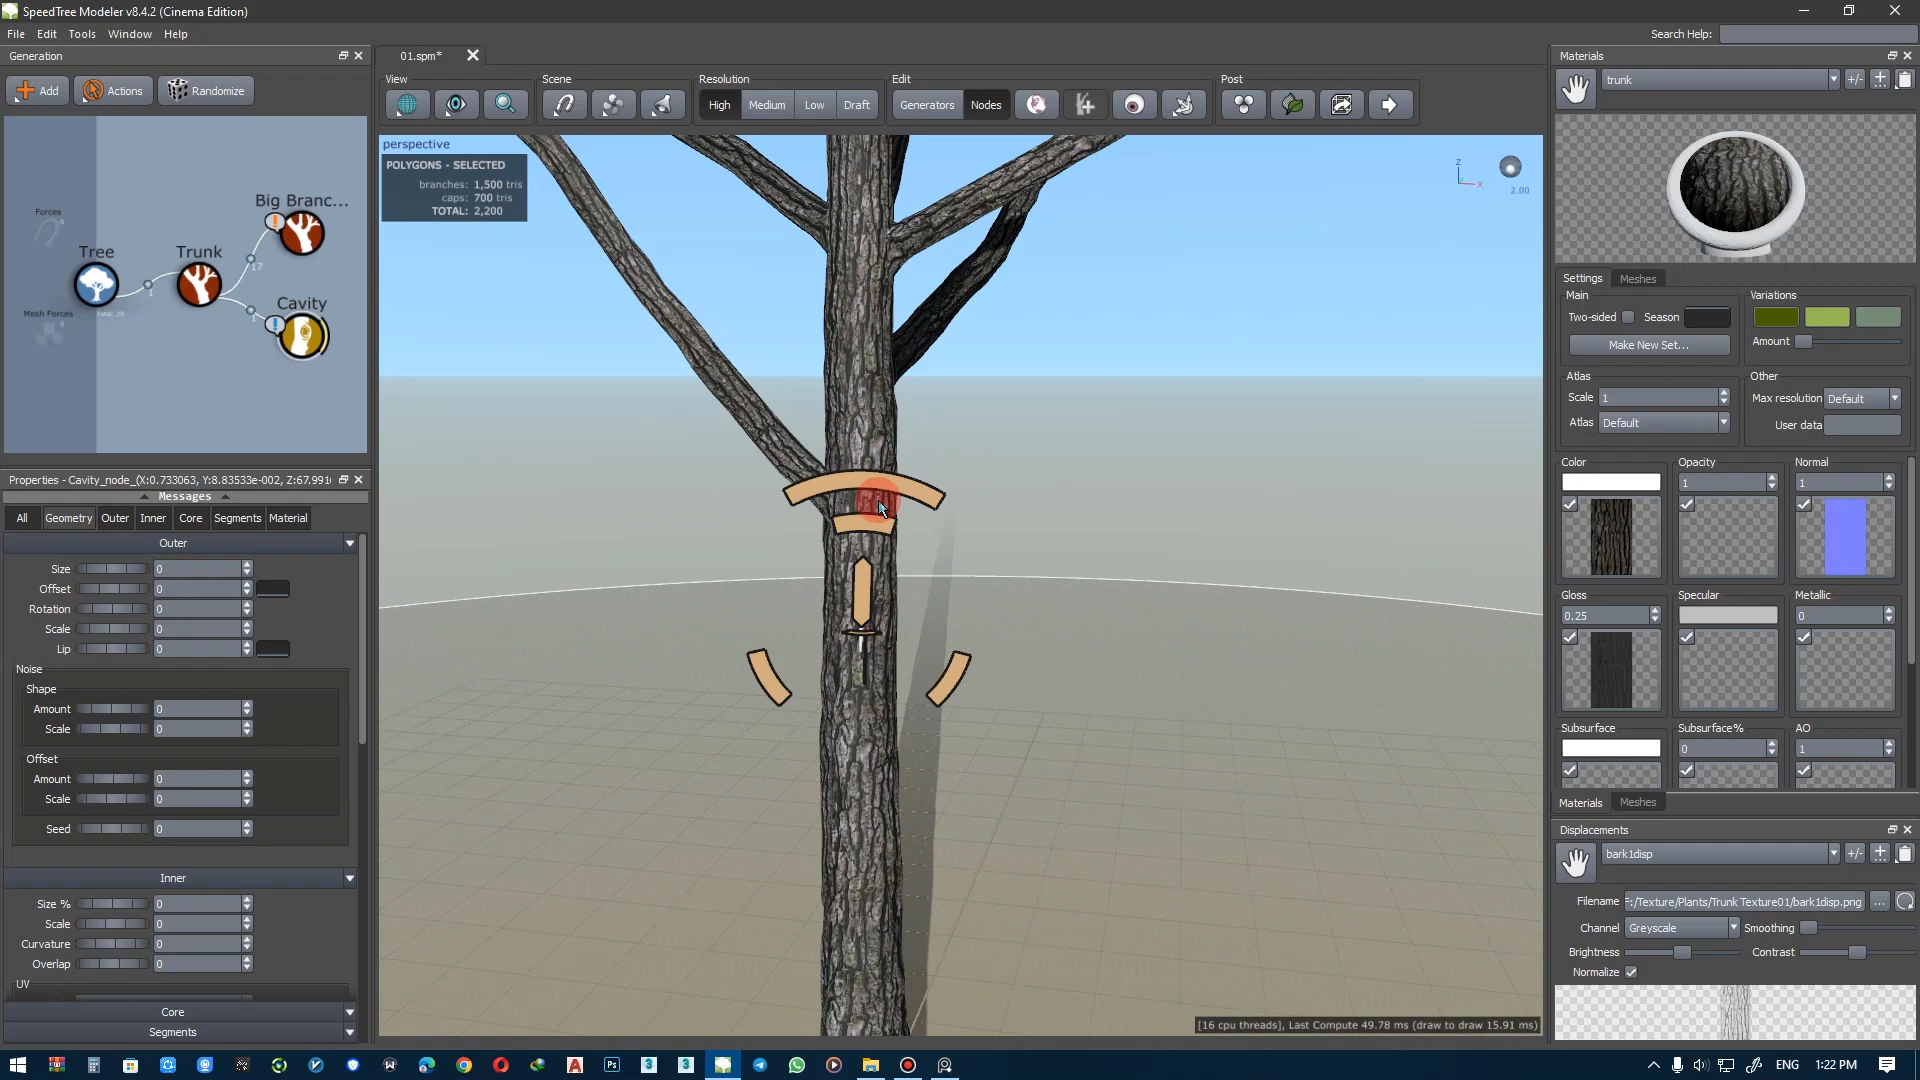 SpeedTree Modeler v8.4.2 (Cinema Edition)
File Edit Tools Window Help
Search Help:
Generation
Add Actions Randomize
Forces
0
Big Branc...
Tree
Trunk
17
1
Cavity
1
Mesh Forces
0
Total: 20
Properties - Cavity_node_(X:0.733063, Y:8.83533e-002, Z:67.991(
Messages
All Geometry Outer Inner Core Segments Material
Outer
Size 0
Offset 0
Rotation 0
Scale 0
Lip 0
Noise
Shape
Amount 0
Scale 0
Offset
Amount 0
Scale 0
Seed 0
Inner
Size % 0
Scale 0
Curvature 0
Overlap 0
UV
Core
Segments
01.spm*
View Scene Resolution Edit Post
High Medium Low Draft Generators Nodes
perspective
POLYGONS - SELECTED
branches: 1,500 tris
caps: 700 tris
TOTAL: 2,200
z
x
2.00
[16 cpu threads], Last Compute 49.78 ms (draw to draw 15.91 ms)
Materials
trunk +/-
Settings Meshes
Main Variations
Two-sided Season
Make New Set...
Amount
Atlas Other
Scale 1
Max resolution Default
Atlas Default
User data
Color Opacity Normal
1 1
Gloss Specular Metallic
0.25 0
Subsurface Subsurface% AO
0 1
Materials Meshes
Displacements
bark1disp +/-
Filename F:/Texture/Plants/Trunk Texture01/bark1disp.png ...
Channel Greyscale Smoothing
Brightness Contrast
Normalize
ENG 1:22 PM